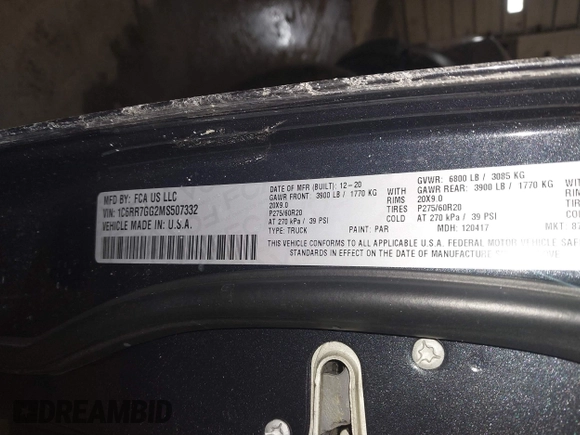 MFD BY: FCA US LLC
VIN: 1C6RR7GG2MS507332
VEHICLE MADE IN: U.S.A.
DATE OF MFR (BUILT): 12-20
GAWR FRONT: 3900 LB / 1770 KG WITH
20X9.0 RIMS
P275/60R20 TIRES
AT 270 kPa / 39 PSI COLD
TYPE: TRUCK PAINT: PAR
GVWR: 6800 LB / 3085 KG
GAWR REAR: 3900 LB / 1770 KG
20X9.0
P275/60R20
AT 270 kPa / 39 PSI
MDH: 120417 MKT: 87
THIS VEHICLE CONFORMS TO ALL APPLICABLE U.S.A. FEDERAL MOTOR VEHICLE SAF
STANDARDS IN EFFECT ON THE DATE OF MANUFACTURE
DREAMBID